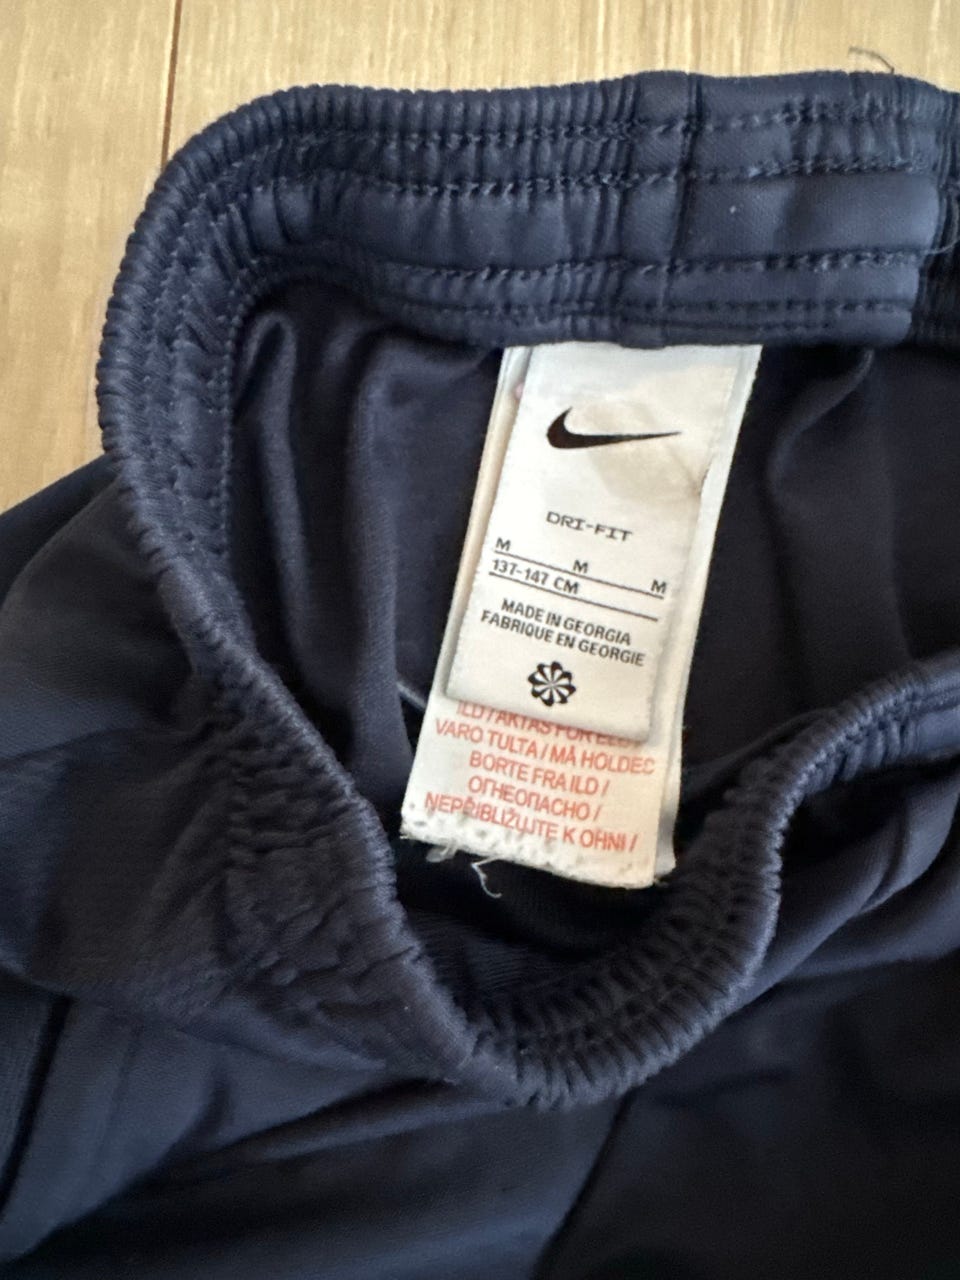 DRI-FIT
M M M
137-147 CM
MADE IN GEORGIA
FABRIQUE EN GEORGIE
VARO TULTA / MÅ HOLDES
BORTE FRA ILD /
ОГНЕОПАСНО /
NEPŘIBLIŽUJTE K OHNI /